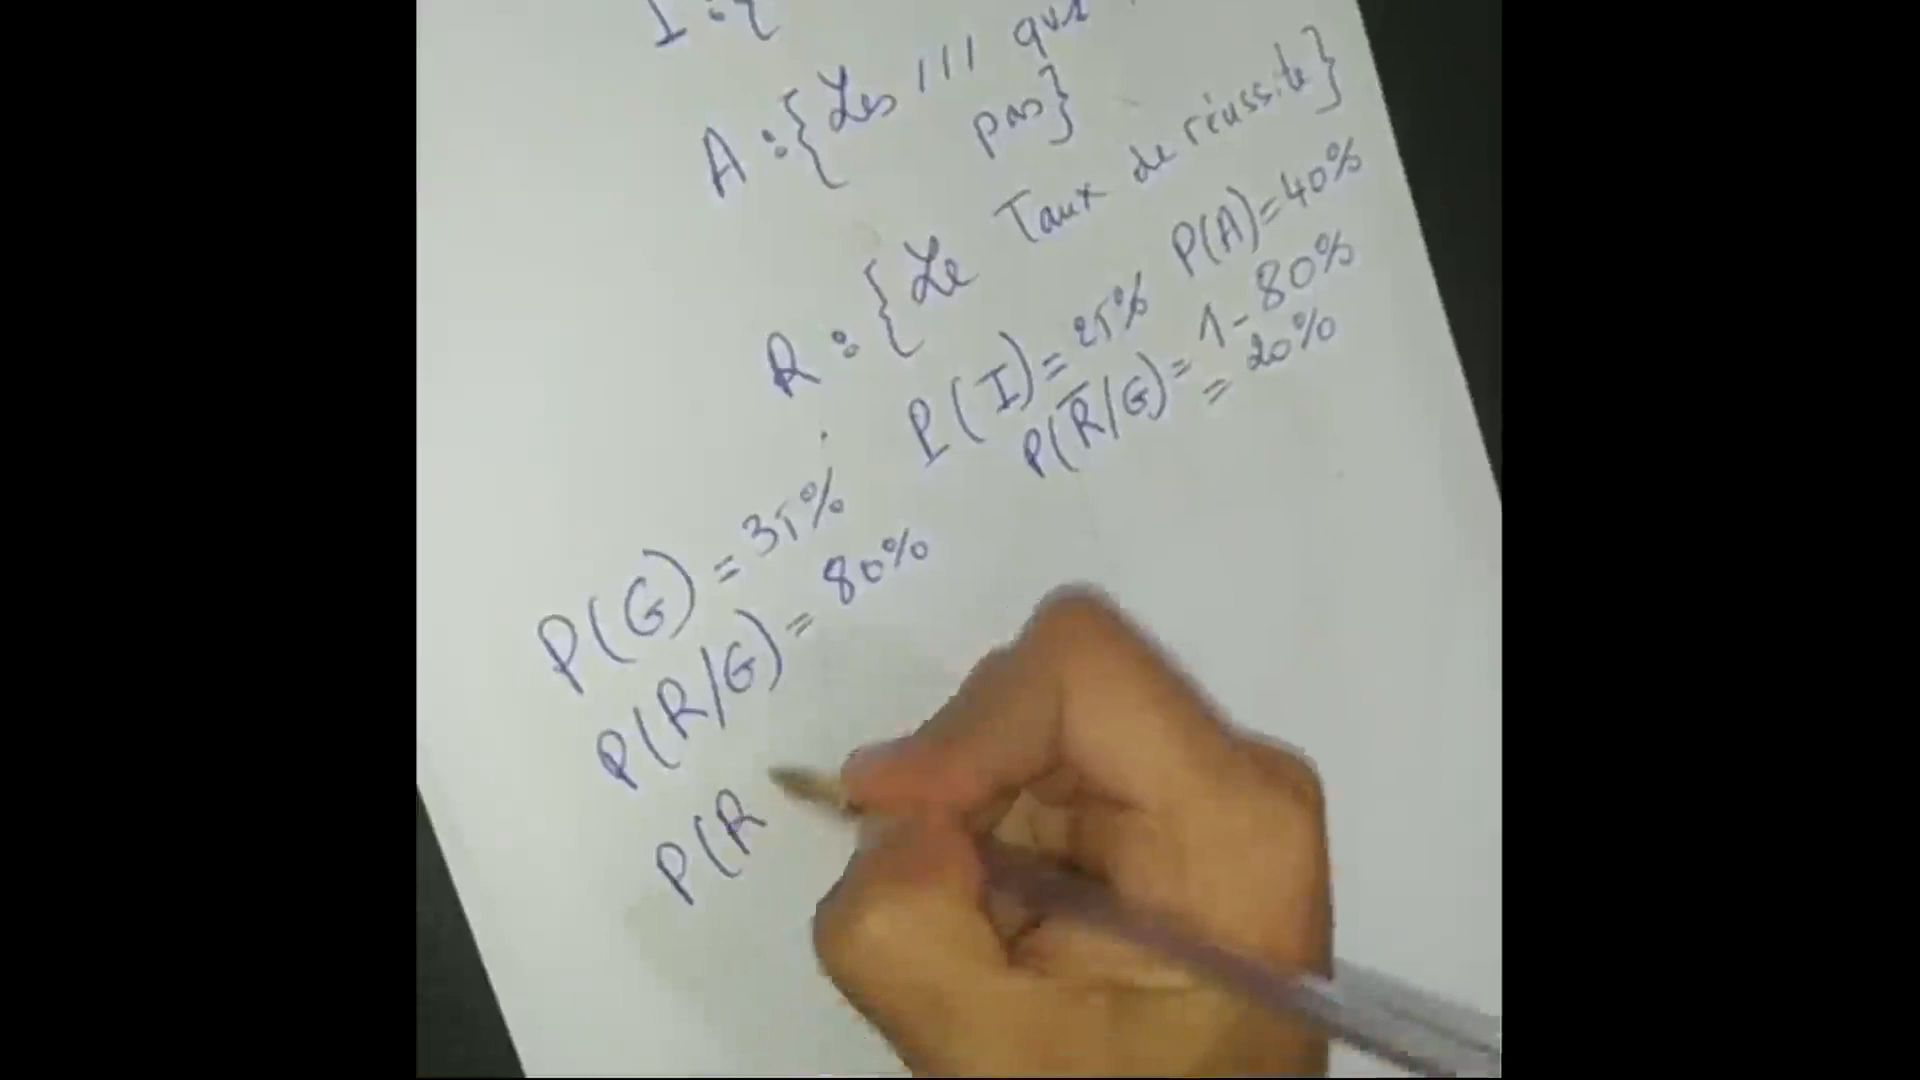 I : {
A : {Les /// qui
pas}
R : {Le Taux de réussite}
P(G) = 35% P(I) = 25% P(A) = 40%
P(R/G) = 80% P(R̅/G) = 1 - 80%
= 20%
P(R